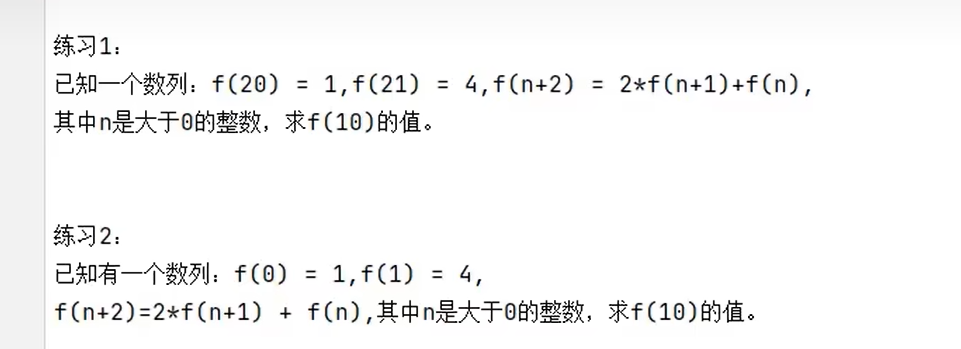 练习1：
已知一个数列：f(20) = 1,f(21) = 4,f(n+2) = 2*f(n+1)+f(n),
其中n是大于0的整数，求f(10)的值。
练习2：
已知有一个数列：f(0) = 1,f(1) = 4,
f(n+2)=2*f(n+1) + f(n),其中n是大于0的整数，求f(10)的值。